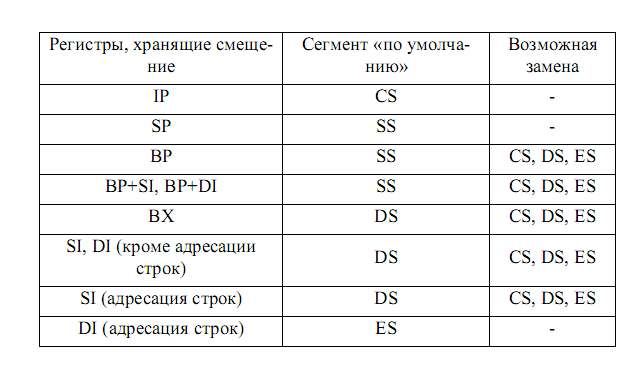 Регистры, хранящие смеще-
ние
Сегмент «по умолча-
нию»
Возможная
замена
IP
CS
-
SP
SS
-
BP
SS
CS, DS, ES
BP+SI, BP+DI
SS
CS, DS, ES
BX
DS
CS, DS, ES
SI, DI (кроме адресации
строк)
DS
CS, DS, ES
SI (адресация строк)
DS
CS, DS, ES
DI (адресация строк)
ES
-